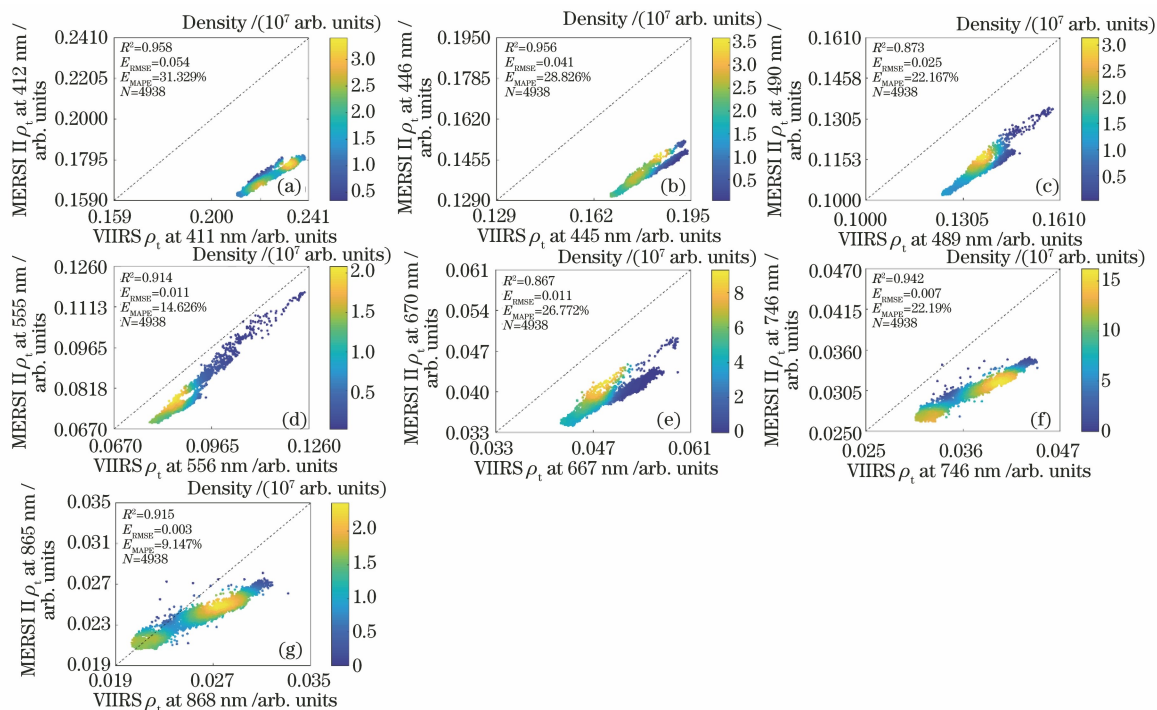 Density /(10⁷ arb. units)
MERSI II ρt at 412 nm /
arb. units
0.2410
0.2205
0.2000
0.1795
0.1590
R²=0.958
ERMSE=0.054
EMAPE=31.329%
N=4938
(a)
3.0
2.5
2.0
1.5
1.0
0.5
0.159
0.200
0.241
VIIRS ρt at 411 nm /arb. units
Density /(10⁷ arb. units)
MERSI II ρt at 446 nm /
arb. units
0.1950
0.1785
0.1620
0.1455
0.1290
R²=0.956
ERMSE=0.041
EMAPE=28.826%
N=4938
(b)
3.5
3.0
2.5
2.0
1.5
1.0
0.5
0.129
0.162
0.195
VIIRS ρt at 445 nm /arb. units
Density /(10⁷ arb. units)
MERSI II ρt at 490 nm /
arb. units
0.1610
0.1458
0.1305
0.1153
0.1000
R²=0.873
ERMSE=0.025
EMAPE=22.167%
N=4938
(c)
3.0
2.5
2.0
1.5
1.0
0.5
0.1000
0.1305
0.1610
VIIRS ρt at 489 nm /arb. units
Density /(10⁷ arb. units)
MERSI II ρt at 555 nm /
arb. units
0.1260
0.1113
0.0965
0.0818
0.0670
R²=0.914
ERMSE=0.011
EMAPE=14.626%
N=4938
(d)
2.0
1.5
1.0
0.5
0.0670
0.0965
0.1260
VIIRS ρt at 556 nm /arb. units
Density /(10⁷ arb. units)
MERSI II ρt at 670 nm /
arb. units
0.061
0.054
0.047
0.040
0.033
R²=0.867
ERMSE=0.011
EMAPE=26.772%
N=4938
(e)
8
6
4
2
0
0.033
0.047
0.061
VIIRS ρt at 667 nm /arb. units
Density /(10⁷ arb. units)
MERSI II ρt at 746 nm /
arb. units
0.0470
0.0415
0.0360
0.0305
0.0250
R²=0.942
ERMSE=0.007
EMAPE=22.19%
N=4938
(f)
15
10
5
0
0.025
0.036
0.047
VIIRS ρt at 746 nm /arb. units
Density /(10⁷ arb. units)
MERSI II ρt at 865 nm /
arb. units
0.035
0.031
0.027
0.023
0.019
R²=0.915
ERMSE=0.003
EMAPE=9.147%
N=4938
(g)
2.0
1.5
1.0
0.5
0
0.019
0.027
0.035
VIIRS ρt at 868 nm /arb. units